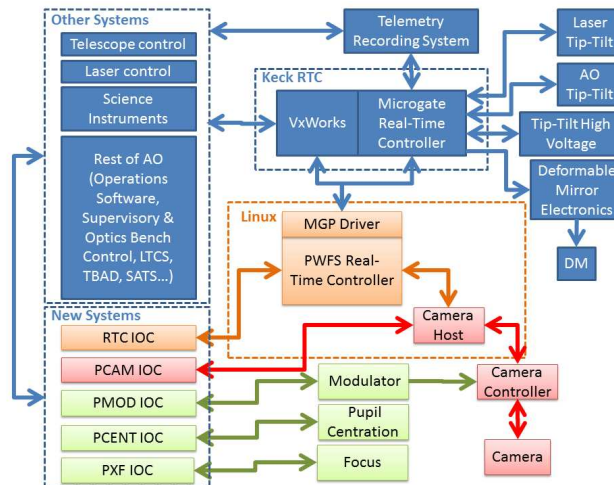 Other Systems
Telescope control
Laser control
Science
Instruments
Rest of AO
(Operations
Software,
Supervisory &
Optics Bench
Control, LTCS,
TBAD, SATS...)
Telemetry
Recording System
Keck RTC
VxWorks
Microgate
Real-Time
Controller
Laser
Tip-Tilt
AO
Tip-Tilt
Tip-Tilt High
Voltage
Deformable
Mirror
Electronics
DM
Linux
MGP Driver
PWFS Real-
Time Controller
Camera
Host
New Systems
RTC IOC
PCAM IOC
PMOD IOC
PCENT IOC
PXF IOC
Modulator
Pupil
Centration
Focus
Camera
Controller
Camera